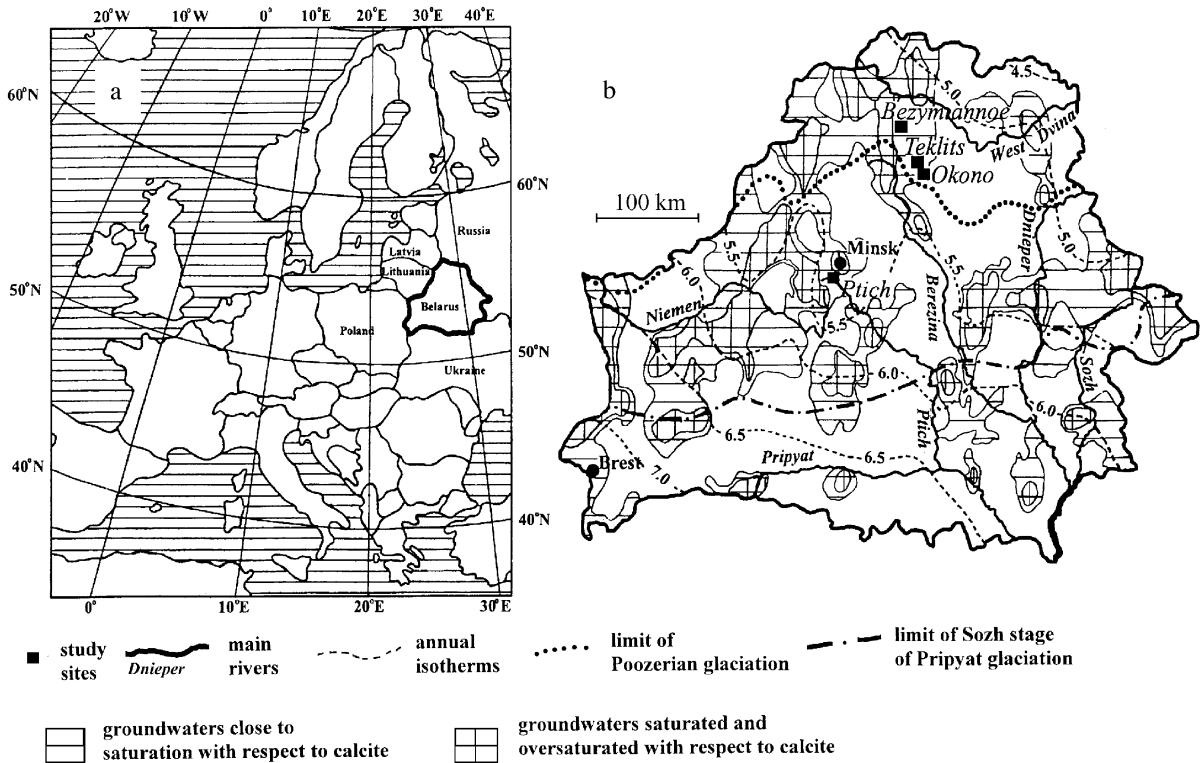 20°W 10°W 0° 10°E 20°E 30°E 40°E
a
60°N
50°N
40°N
60°N
50°N
40°N
Russia
Latvia
Lithuania
Belarus
Poland
Ukraine
0° 10°E 20°E 30°E
b
100 km
4.5
5.0
Bezymiannoe
West Dvina
Teklits
Okono
Dnieper
5.0
Minsk
Ptich
5.5
6.0
5.5
Niemen
Berezina
5.5
6.0
Sozh
6.0
Ptich
6.5
Pripyat
6.5
Brest
7.0
study
sites
Dnieper
main
rivers
annual
isotherms
limit of
Poozerian glaciation
limit of Sozh stage
of Pripyat glaciation
groundwaters close to
saturation with respect to calcite
groundwaters saturated and
oversaturated with respect to calcite